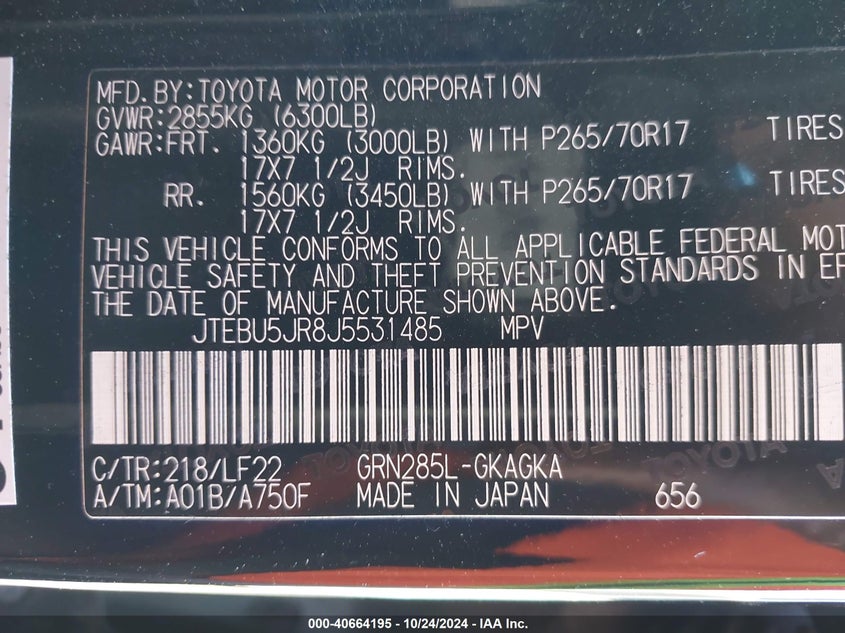 MFD.BY:TOYOTA MOTOR CORPORATION
GVWR:2855KG (6300LB)
GAWR:FRT. 1360KG (3000LB) WITH P265/70R17 TIRES
17X7 1/2J RIMS.
RR. 1560KG (3450LB) WITH P265/70R17 TIRES
17X7 1/2J RIMS.
THIS VEHICLE CONFORMS TO ALL APPLICABLE FEDERAL MOT
VEHICLE SAFETY AND THEFT PREVENTION STANDARDS IN EF
THE DATE OF MANUFACTURE SHOWN ABOVE.
JTEBU5JR8J5531485 MPV
C/TR:218/LF22 GRN285L-GKAGKA
A/TM:A01B/A750F MADE IN JAPAN 656
000-40664195 - 10/24/2024 - IAA Inc.